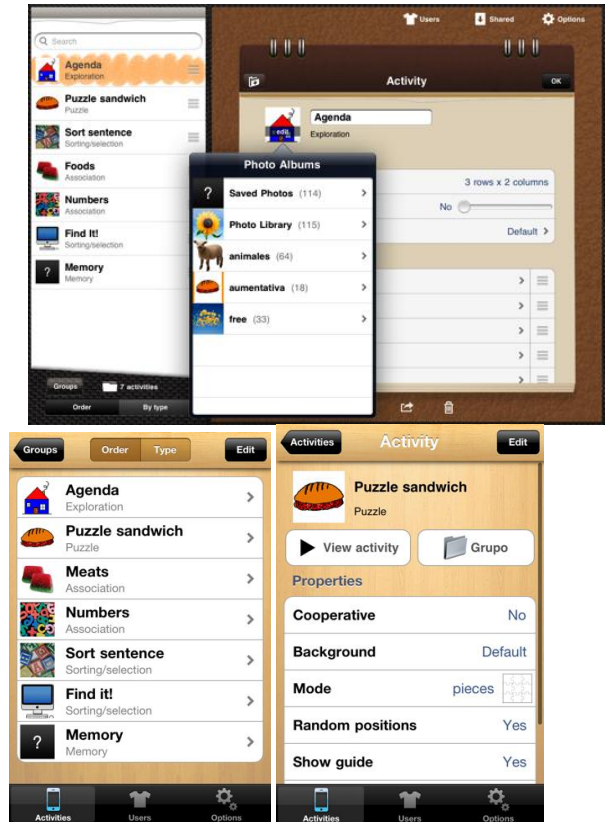 Users
Shared
Options
Search
Agenda
Exploration
Puzzle sandwich
Puzzle
Sort sentence
Sorting/selection
Foods
Association
Numbers
Association
Find It!
Sorting/selection
?
Memory
Memory
Groups
7 activities
Order
By type
Activity
OK
edit
Agenda
Exploration
3 rows x 2 columns
No
Default
Photo Albums
?
Saved Photos (114)
Photo Library (115)
animales (64)
aumentativa (18)
free (33)
Groups
Order Type
Edit
Agenda
Exploration
Puzzle sandwich
Puzzle
Meats
Association
Numbers
Association
Sort sentence
Sorting/selection
Find it!
Sorting/selection
?
Memory
Memory
Activities Users Options
Activities
Activity
Edit
Puzzle sandwich
Puzzle
View activity
Grupo
Properties
Cooperative No
Background Default
Mode pieces
Random positions Yes
Show guide Yes
Activities Users Options